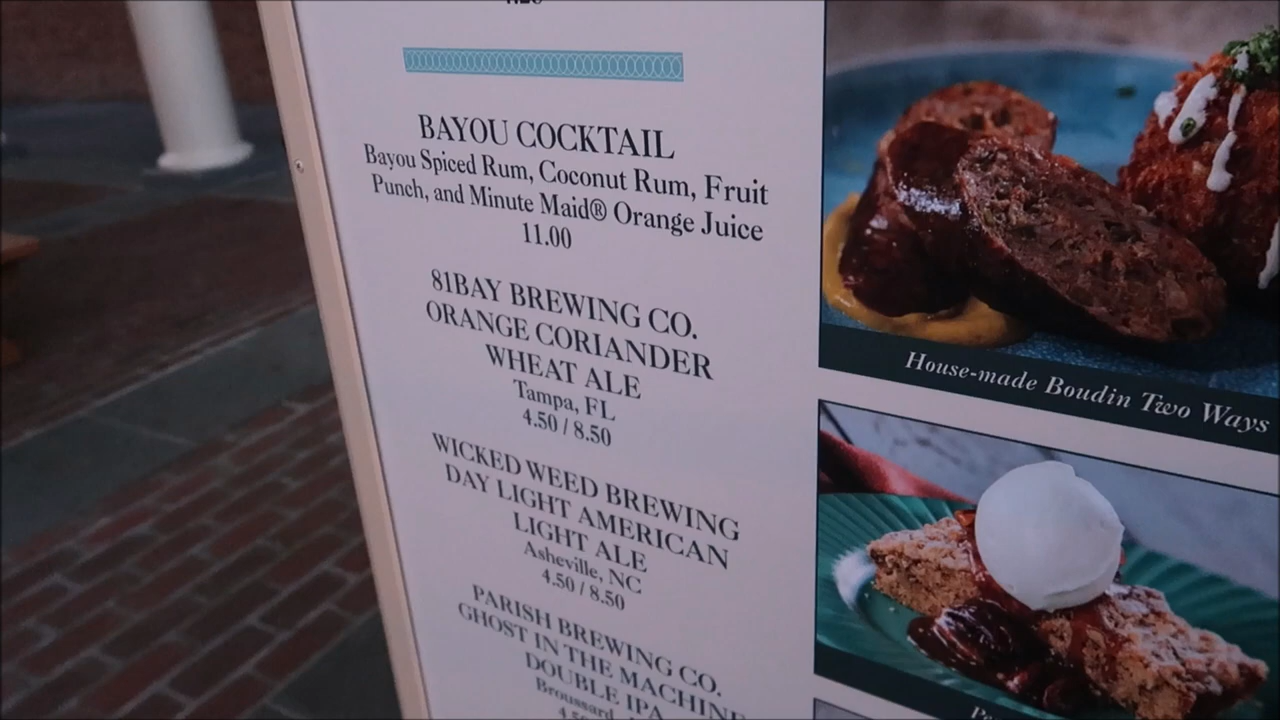 BAYOU COCKTAIL
Bayou Spiced Rum, Coconut Rum, Fruit
Punch, and Minute Maid® Orange Juice
11.00
81BAY BREWING CO.
ORANGE CORIANDER
WHEAT ALE
Tampa, FL
4.50 / 8.50
WICKED WEED BREWING
DAY LIGHT AMERICAN
LIGHT ALE
Asheville, NC
4.50 / 8.50
PARISH BREWING CO.
GHOST IN THE MACHINE
DOUBLE IPA
Broussard,
House-made Boudin Two Ways